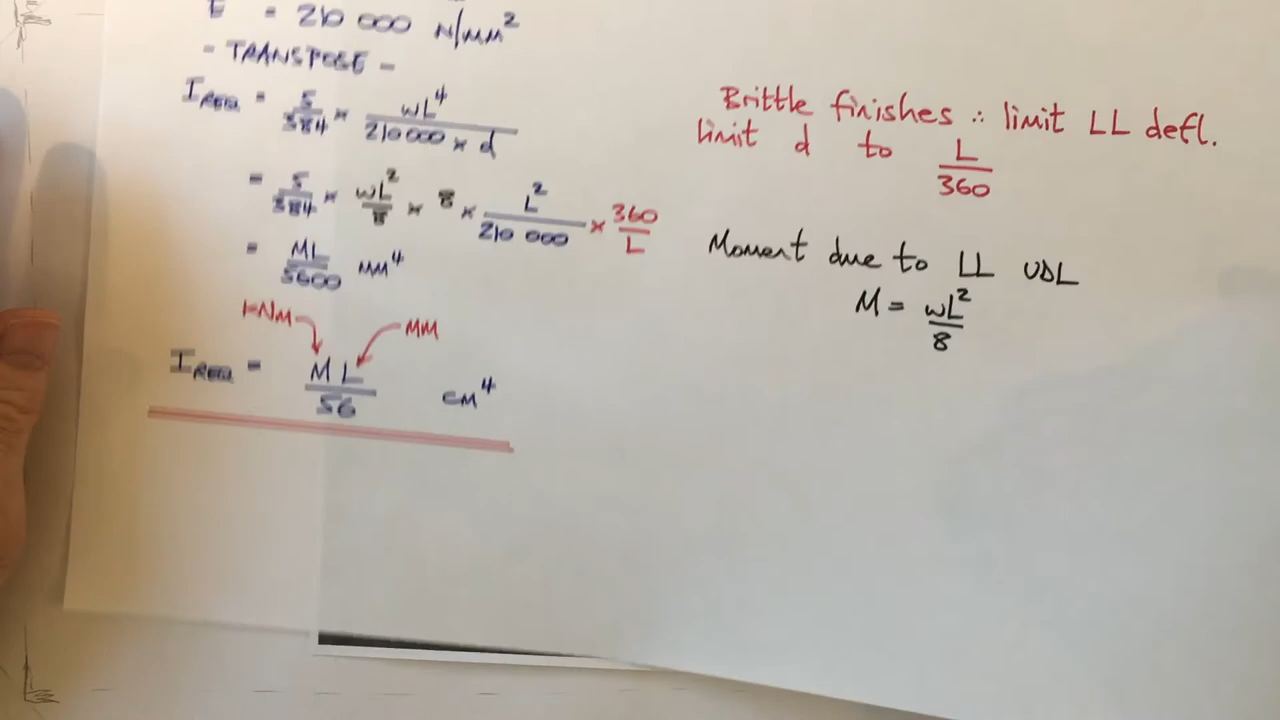 E = 210 000 N/MM²
- TRANSPOSE -
I REQ = 5/384 × wL⁴/(210 000 × d)
= 5/384 × wL²/8 × 8 × L²/210 000 × 360/L
= ML/5600 MM⁴
KNM MM
I REQ = ML/56 CM⁴
Brittle finishes ∴ limit LL defl.
limit d to L/360
Moment due to LL UDL
M = wL²/8